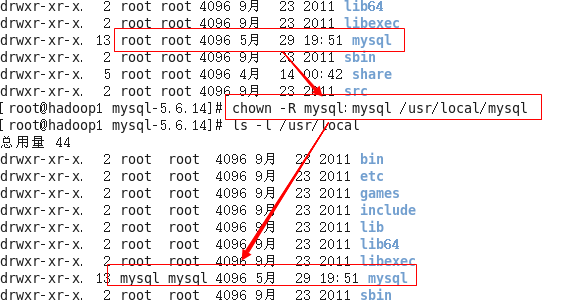 drwxr-xr-x. 2 root root 4096 9月 23 2011 lib64
drwxr-xr-x. 2 root root 4096 9月 23 2011 libexec
drwxr-xr-x. 13 root root 4096 5月 29 19:51 mysql
drwxr-xr-x. 2 root root 4096 9月 23 2011 sbin
drwxr-xr-x. 5 root root 4096 4月 14 00:42 share
drwxr-xr-x. 2 root root 4096 9月 23 2011 src
[root@hadoop1 mysql-5.6.14]# chown -R mysql:mysql /usr/local/mysql
[root@hadoop1 mysql-5.6.14]# ls -l /usr/local
总用量 44
drwxr-xr-x. 2 root root 4096 9月 23 2011 bin
drwxr-xr-x. 2 root root 4096 9月 23 2011 etc
drwxr-xr-x. 2 root root 4096 9月 23 2011 games
drwxr-xr-x. 2 root root 4096 9月 23 2011 include
drwxr-xr-x. 2 root root 4096 9月 23 2011 lib
drwxr-xr-x. 2 root root 4096 9月 23 2011 lib64
drwxr-xr-x. 2 root root 4096 9月 23 2011 libexec
drwxr-xr-x. 13 mysql mysql 4096 5月 29 19:51 mysql
drwxr-xr-x. 2 root root 4096 9月 23 2011 sbin